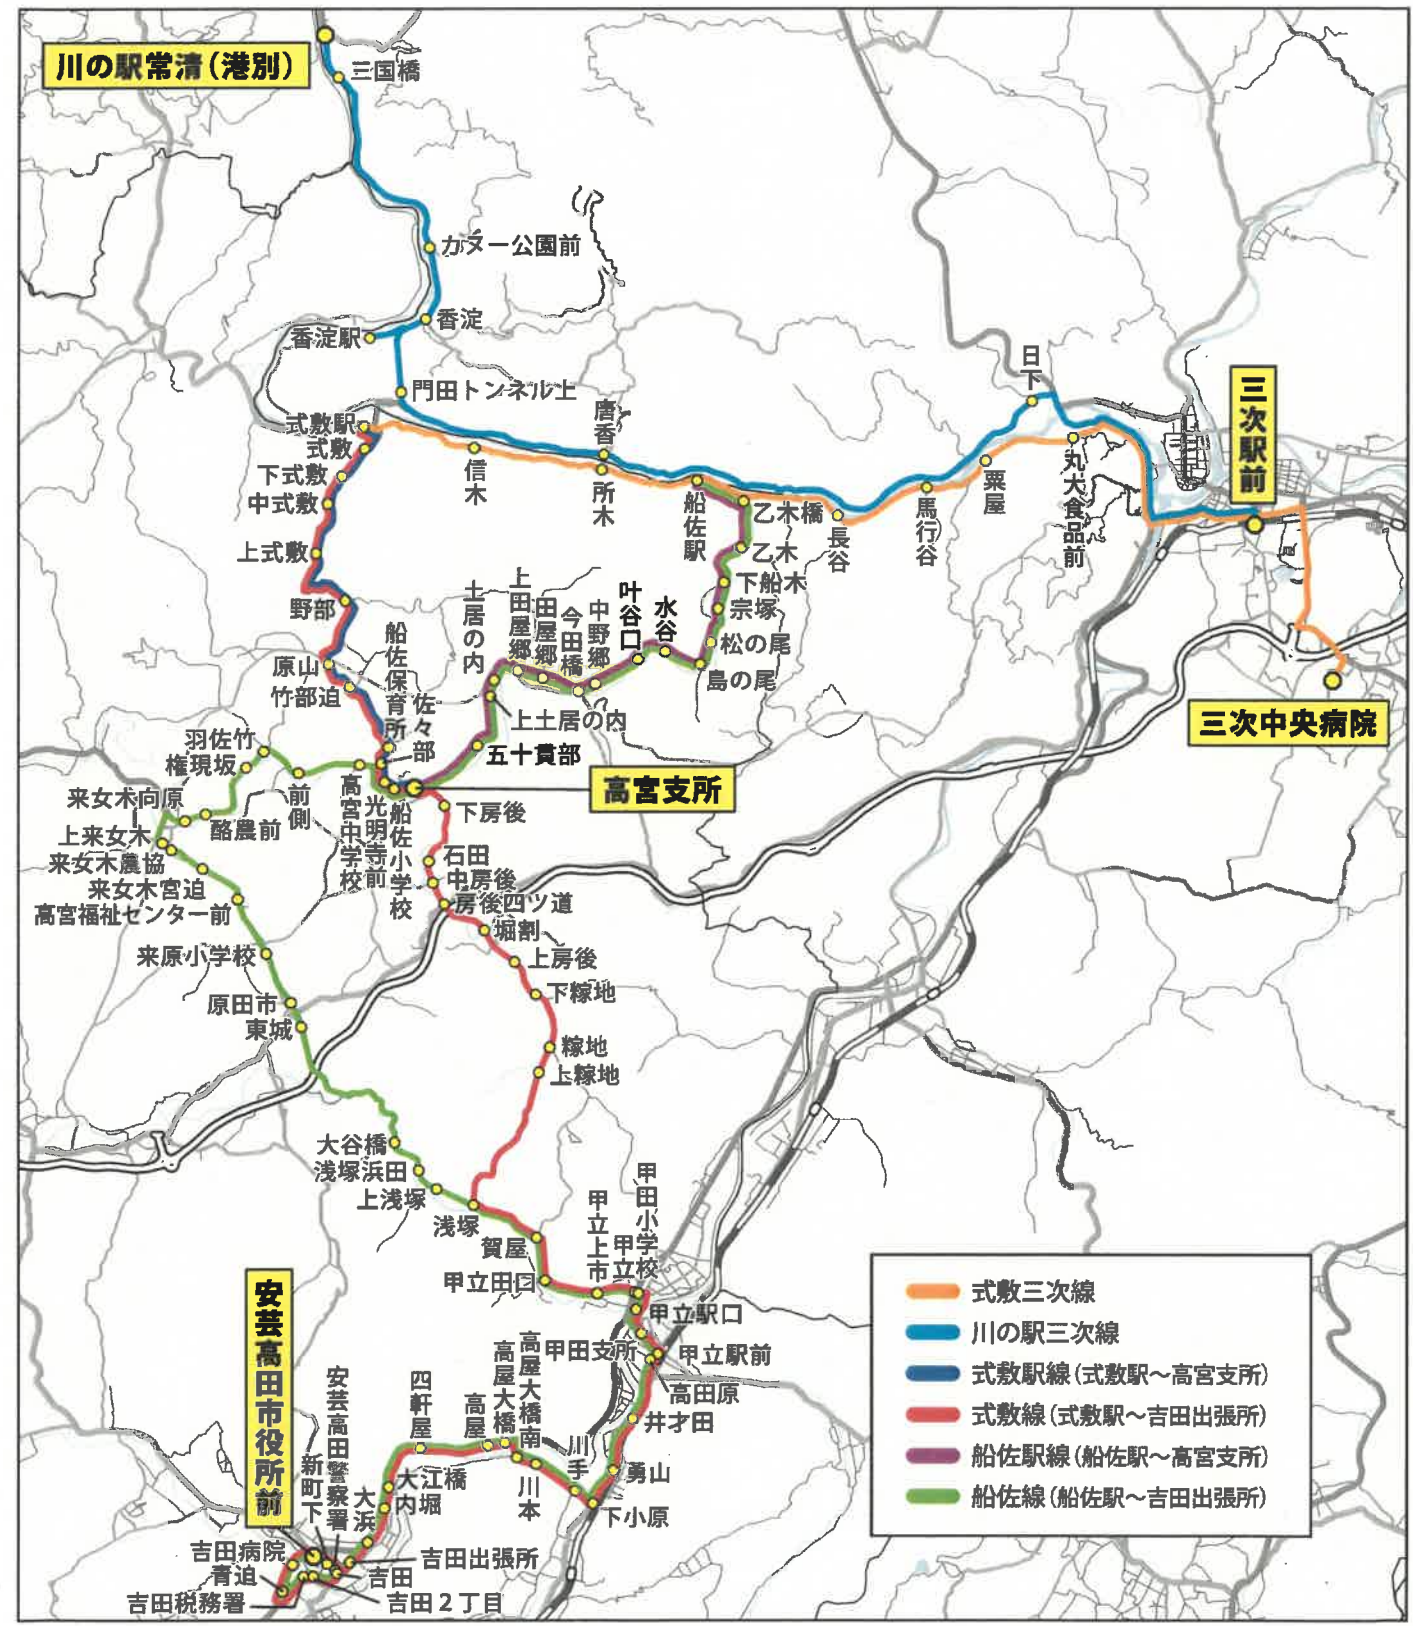 川の駅常清（港別）
三国橋
カヌー公園前
香淀
香淀駅
門田トンネル上
式敷駅
式敷
下式敷
中式敷
上式敷
野部
原山
竹部迫
信木
唐香
所木
船佐駅
乙木橋
乙木
長谷
馬行谷
粟屋
日下
丸大食品前
三次駅前
三次中央病院
下船木
宗塚
松の尾
島の尾
水谷
叶谷口
中野郷
今田橋
田屋郷
上田屋郷
土居の内
上土居の内
五十貫部
高宮支所
船佐保育所
佐々部
羽佐竹
権現坂
前側
高宮中学校
光明寺前
船佐小学校
来女木向原
酪農前
上来女木
来女木農協
来女木宮迫
高宮福祉センター前
来原小学校
原田市
東城
下房後
石田
中房後
房後四ツ道
堀割
上房後
下糘地
糘地
上糘地
大谷橋
浅塚浜田
上浅塚
浅塚
賀屋
甲立田口
甲立上市
甲立
甲田小学校
甲立駅口
甲田支所
甲立駅前
高田原
井才田
勇山
下小原
川手
川本
高屋大橋南
高屋大橋
高屋
四軒屋
大江橋
内堀
大浜
安芸高田警察署
新町下
安芸高田市役所前
吉田病院
青迫
吉田税務署
吉田出張所
吉田
吉田２丁目
式敷三次線
川の駅三次線
式敷駅線（式敷駅～高宮支所）
式敷線（式敷駅～吉田出張所）
船佐駅線（船佐駅～高宮支所）
船佐線（船佐駅～吉田出張所）